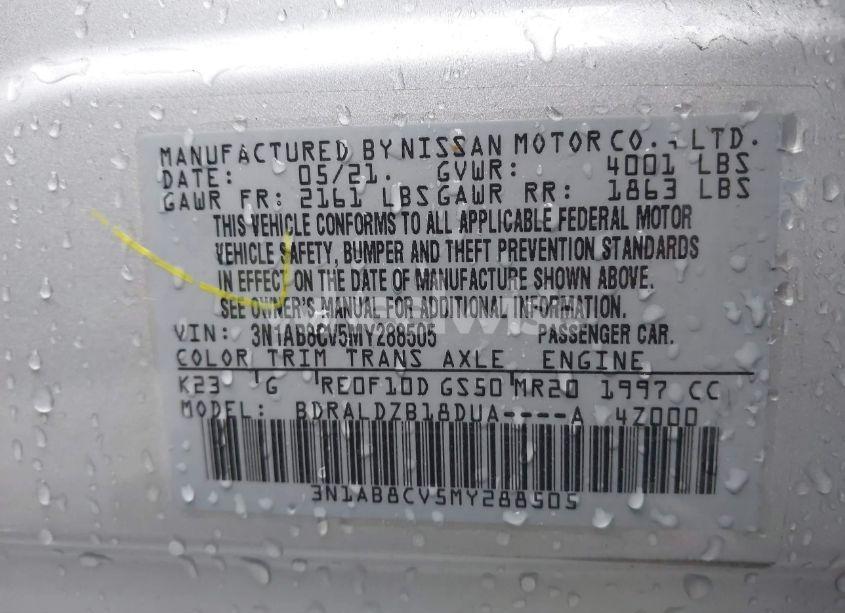 MANUFACTURED BY NISSAN MOTOR CO., LTD.
DATE: 05/21. GVWR: 4001 LBS
GAWR FR: 2161 LBS GAWR RR: 1863 LBS
THIS VEHICLE CONFORMS TO ALL APPLICABLE FEDERAL MOTOR
VEHICLE SAFETY, BUMPER AND THEFT PREVENTION STANDARDS
IN EFFECT ON THE DATE OF MANUFACTURE SHOWN ABOVE.
SEE OWNER'S MANUAL FOR ADDITIONAL INFORMATION.
VIN: 3N1AB8CV5MY288505 PASSENGER CAR.
COLOR TRIM TRANS AXLE ENGINE
K23 G RE0F10D GS50 MR20 1997 CC
MODEL: BDRALDZB18DUA----A 4Z000
3N1AB8CV5MY288505